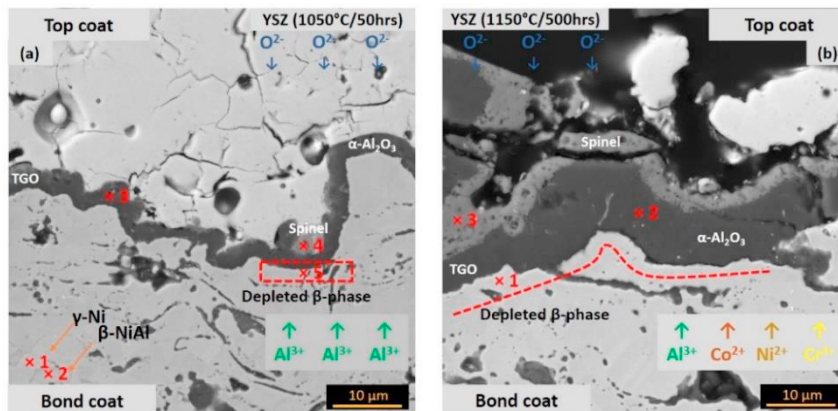 Top coat
YSZ (1050°C/50hrs)
(a)
O²⁻ O²⁻ O²⁻
↓ ↓ ↓
α-Al₂O₃
TGO
× 3
Spinel
× 4
× 5
Depleted β-phase
γ-Ni
β-NiAl
× 1
× 2
↑ ↑ ↑
Al³⁺ Al³⁺ Al³⁺
Bond coat
10 μm
YSZ (1150°C/500hrs)
Top coat
O²⁻ O²⁻ O²⁻
(b)
↓ ↓ ↓
Spinel
× 3
× 2
α-Al₂O₃
TGO
× 1
Depleted β-phase
↑ ↑ ↑ ↑
Al³⁺ Co²⁺ Ni²⁺
Bond coat
10 μm